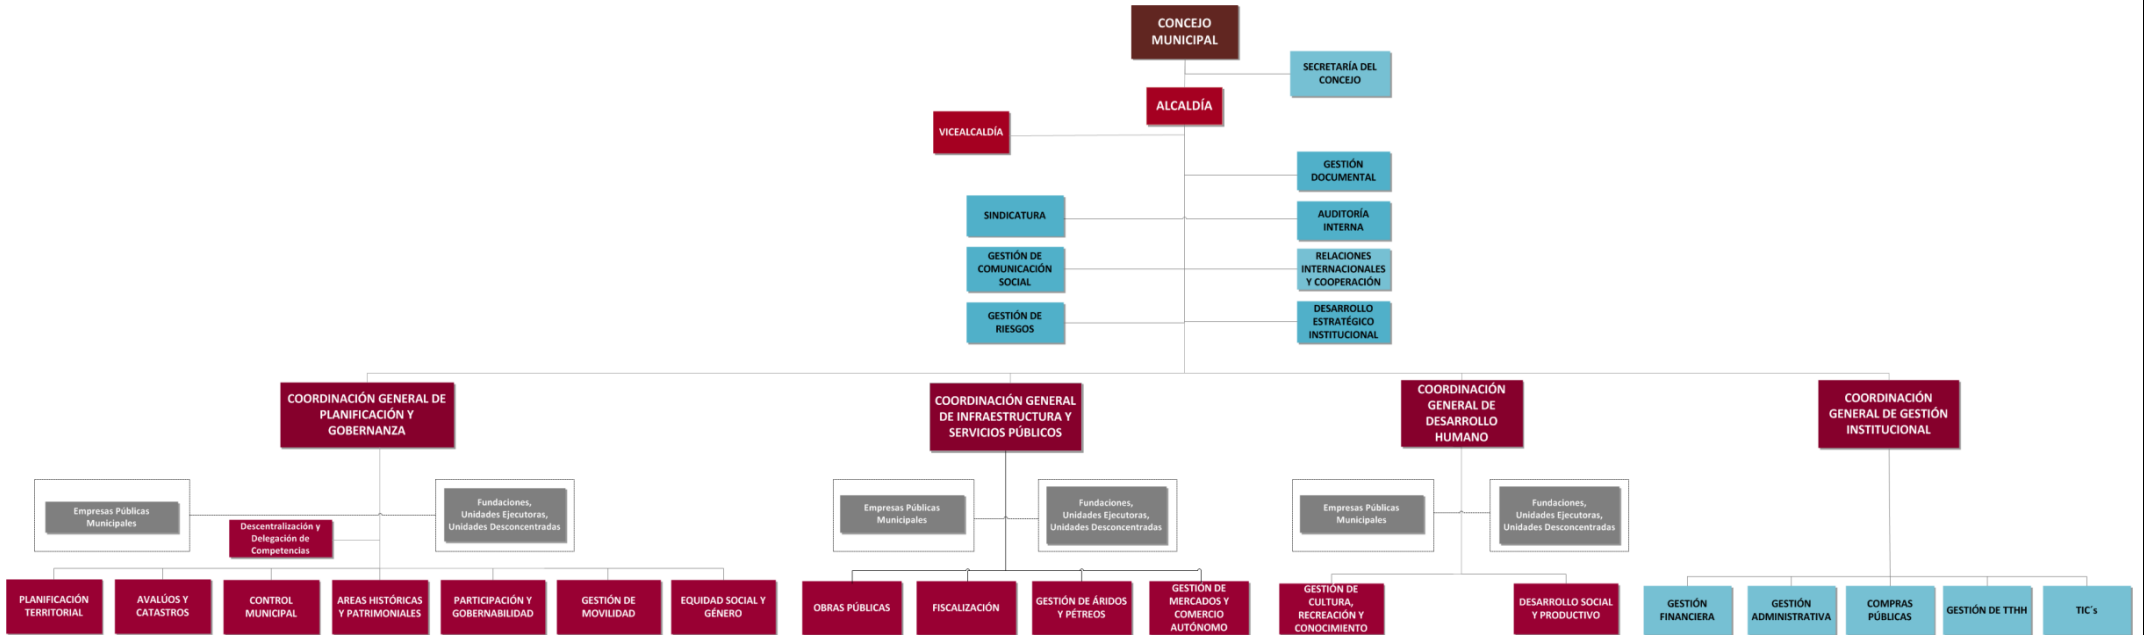 CONCEJO
MUNICIPAL
SECRETARÍA DEL
CONCEJO
ALCALDÍA
VICEALCALDÍA
GESTIÓN
DOCUMENTAL
SINDICATURA
AUDITORÍA
INTERNA
GESTIÓN DE
COMUNICACIÓN
SOCIAL
RELACIONES
INTERNACIONALES
Y COOPERACIÓN
GESTIÓN DE
RIESGOS
DESARROLLO
ESTRATÉGICO
INSTITUCIONAL
COORDINACIÓN GENERAL DE
PLANIFICACIÓN Y
GOBERNANZA
COORDINACIÓN GENERAL
DE INFRAESTRUCTURA Y
SERVICIOS PÚBLICOS
COORDINACIÓN
GENERAL DE
DESARROLLO
HUMANO
COORDINACIÓN
GENERAL DE GESTIÓN
INSTITUCIONAL
Empresas Públicas
Municipales
Descentralización y
Delegación de
Competencias
Fundaciones,
Unidades Ejecutoras,
Unidades Desconcentradas
Empresas Públicas
Municipales
Fundaciones,
Unidades Ejecutoras,
Unidades Desconcentradas
Empresas Públicas
Municipales
Fundaciones,
Unidades Ejecutoras,
Unidades Desconcentradas
PLANIFICACIÓN
TERRITORIAL
AVALÚOS Y
CATASTROS
CONTROL
MUNICIPAL
AREAS HISTÓRICAS
Y PATRIMONIALES
PARTICIPACIÓN Y
GOBERNABILIDAD
GESTIÓN DE
MOVILIDAD
EQUIDAD SOCIAL Y
GÉNERO
OBRAS PÚBLICAS
FISCALIZACIÓN
GESTIÓN DE ÁRIDOS
Y PÉTREOS
GESTIÓN DE
MERCADOS Y
COMERCIO
AUTÓNOMO
GESTIÓN DE
CULTURA,
RECREACIÓN Y
CONOCIMIENTO
DESARROLLO SOCIAL
Y PRODUCTIVO
GESTIÓN
FINANCIERA
GESTIÓN
ADMINISTRATIVA
COMPRAS
PÚBLICAS
GESTIÓN DE TTHH
TIC´s